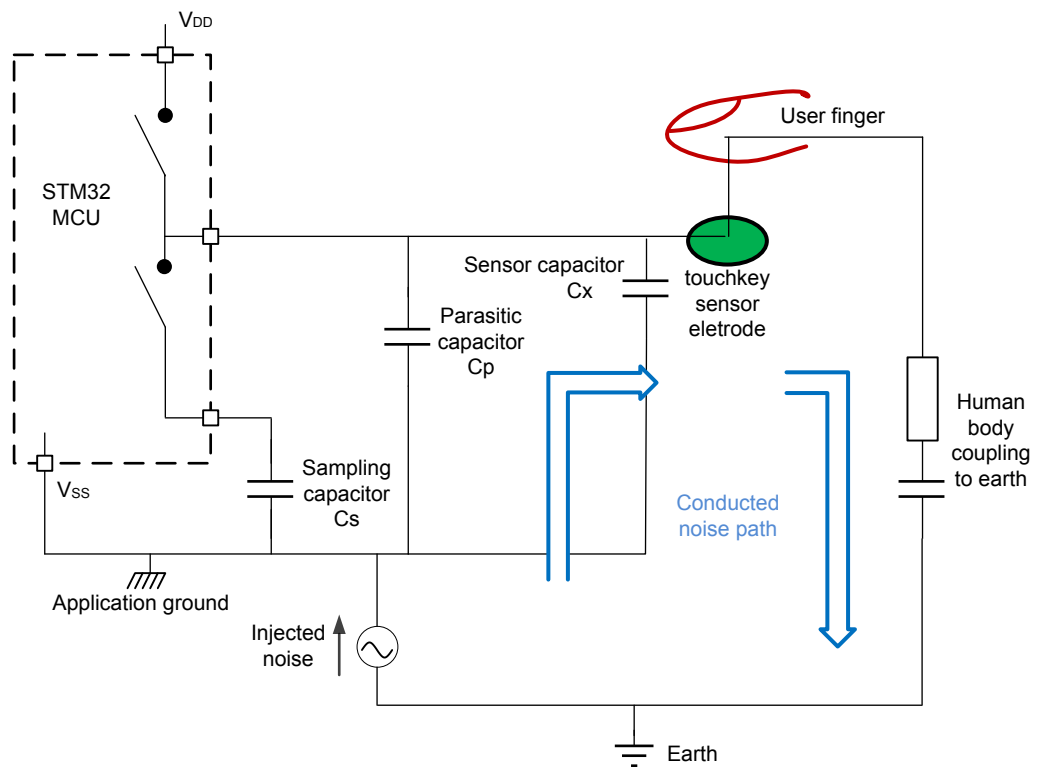 VDD
User finger
STM32
MCU
Sensor capacitor
Cx
touchkey
sensor
eletrode
Parasitic
capacitor
Cp
Human
body
coupling
to earth
Sampling
capacitor
Cs
VSS
Conducted
noise path
Application ground
Injected
noise
Earth